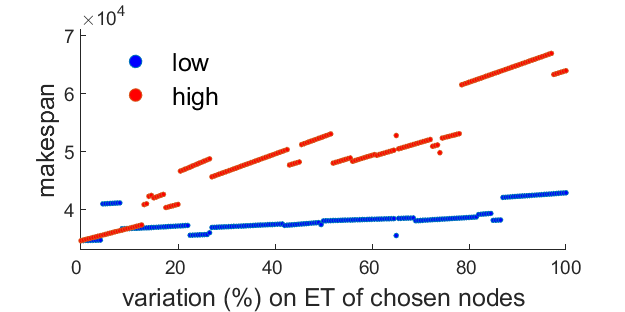 ×10⁴
7
6
5
4
makespan
low
high
0 20 40 60 80 100
variation (%) on ET of chosen nodes